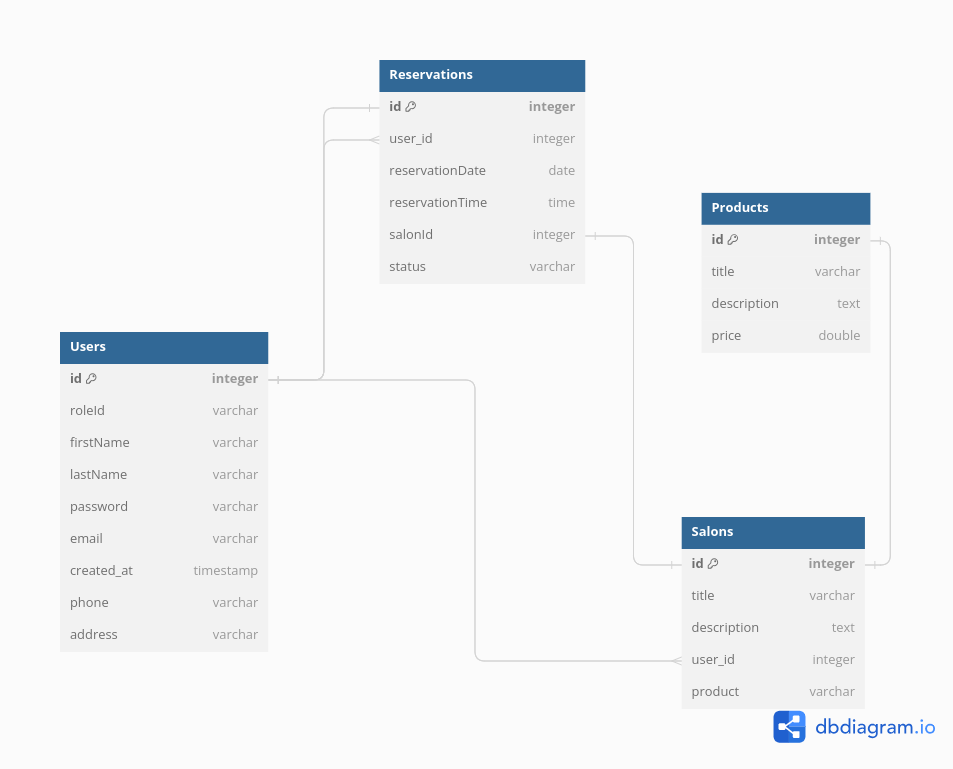 Reservations
id integer
user_id integer
reservationDate date
reservationTime time
salonId integer
status varchar
Products
id integer
title varchar
description text
price double
Users
id integer
roleId varchar
firstName varchar
lastName varchar
password varchar
email varchar
created_at timestamp
phone varchar
address varchar
Salons
id integer
title varchar
description text
user_id integer
product varchar
dbdiagram.io